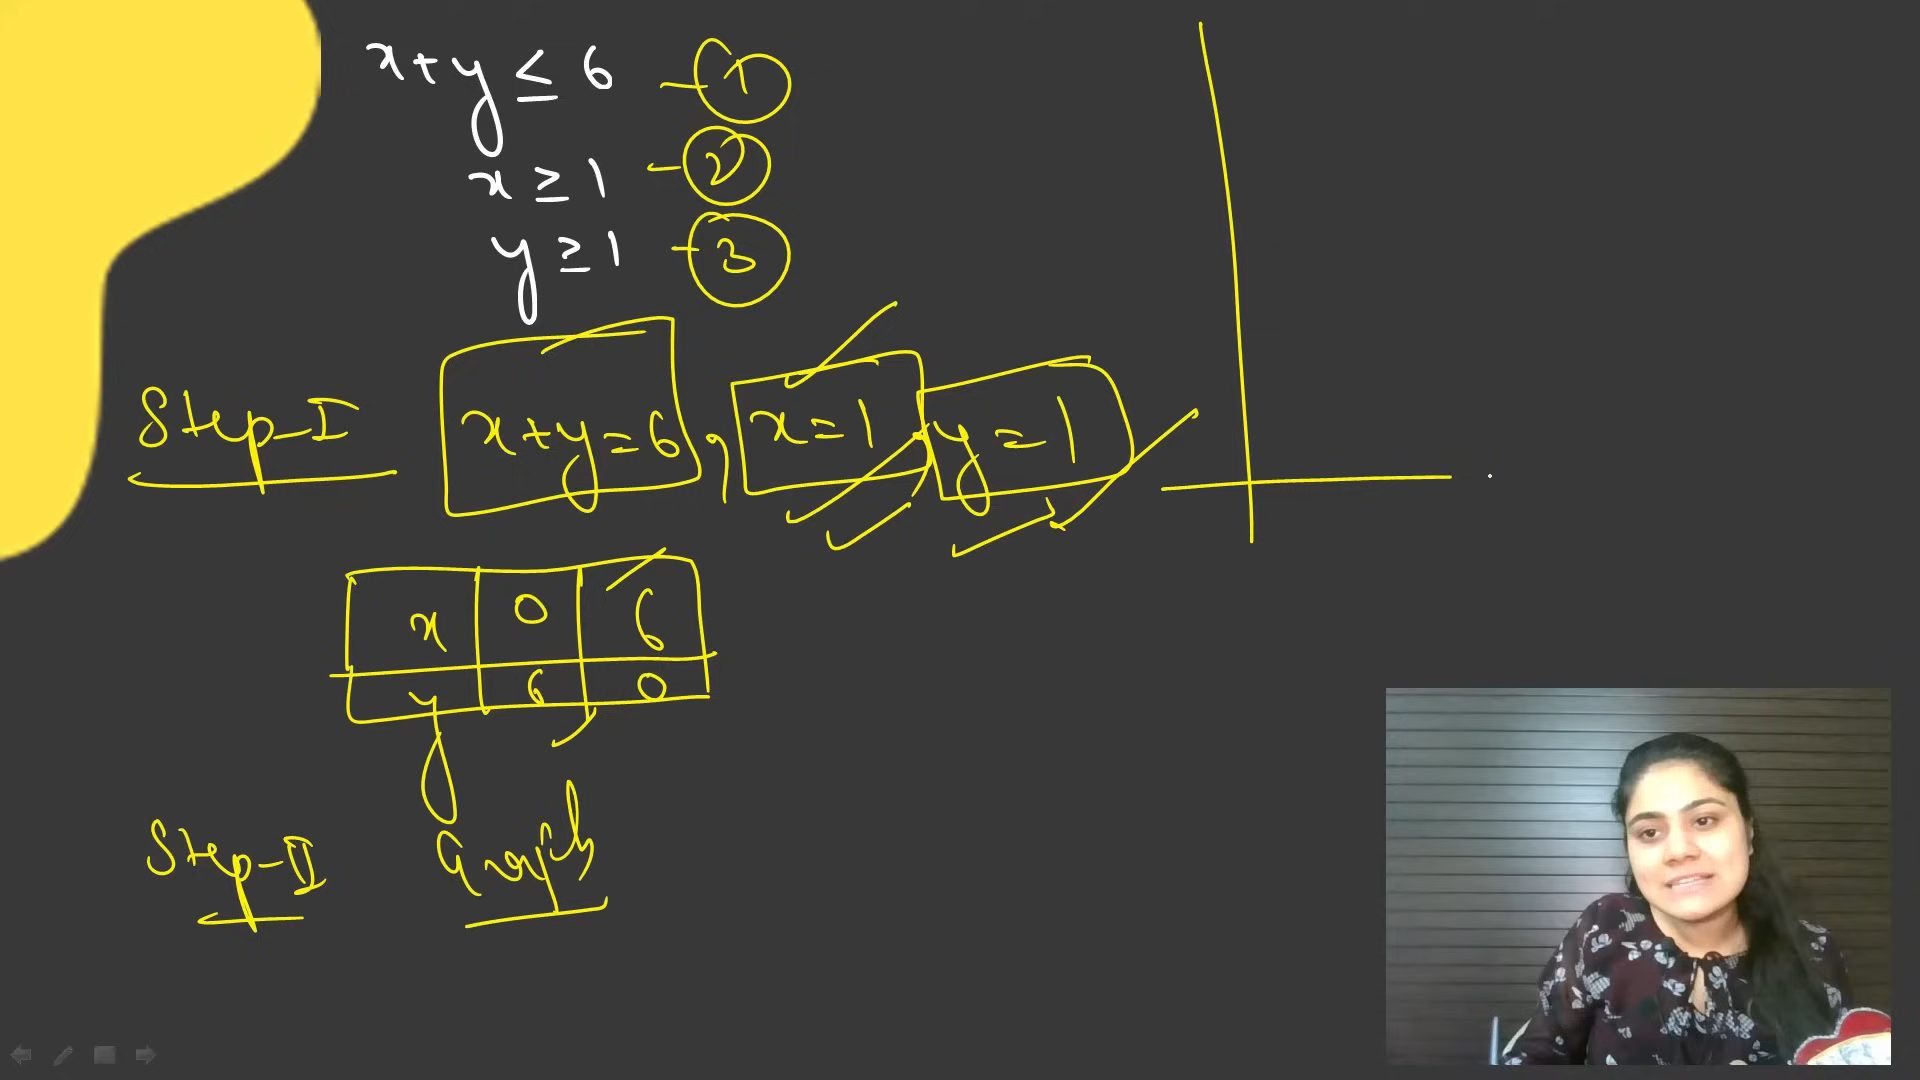 x+y ≤ 6 - 1
x ≥ 1 - 2
y ≥ 1 - 3
Step-I x+y=6, x=1 y=1
x 0 6
y 6 0
Step-II Graph